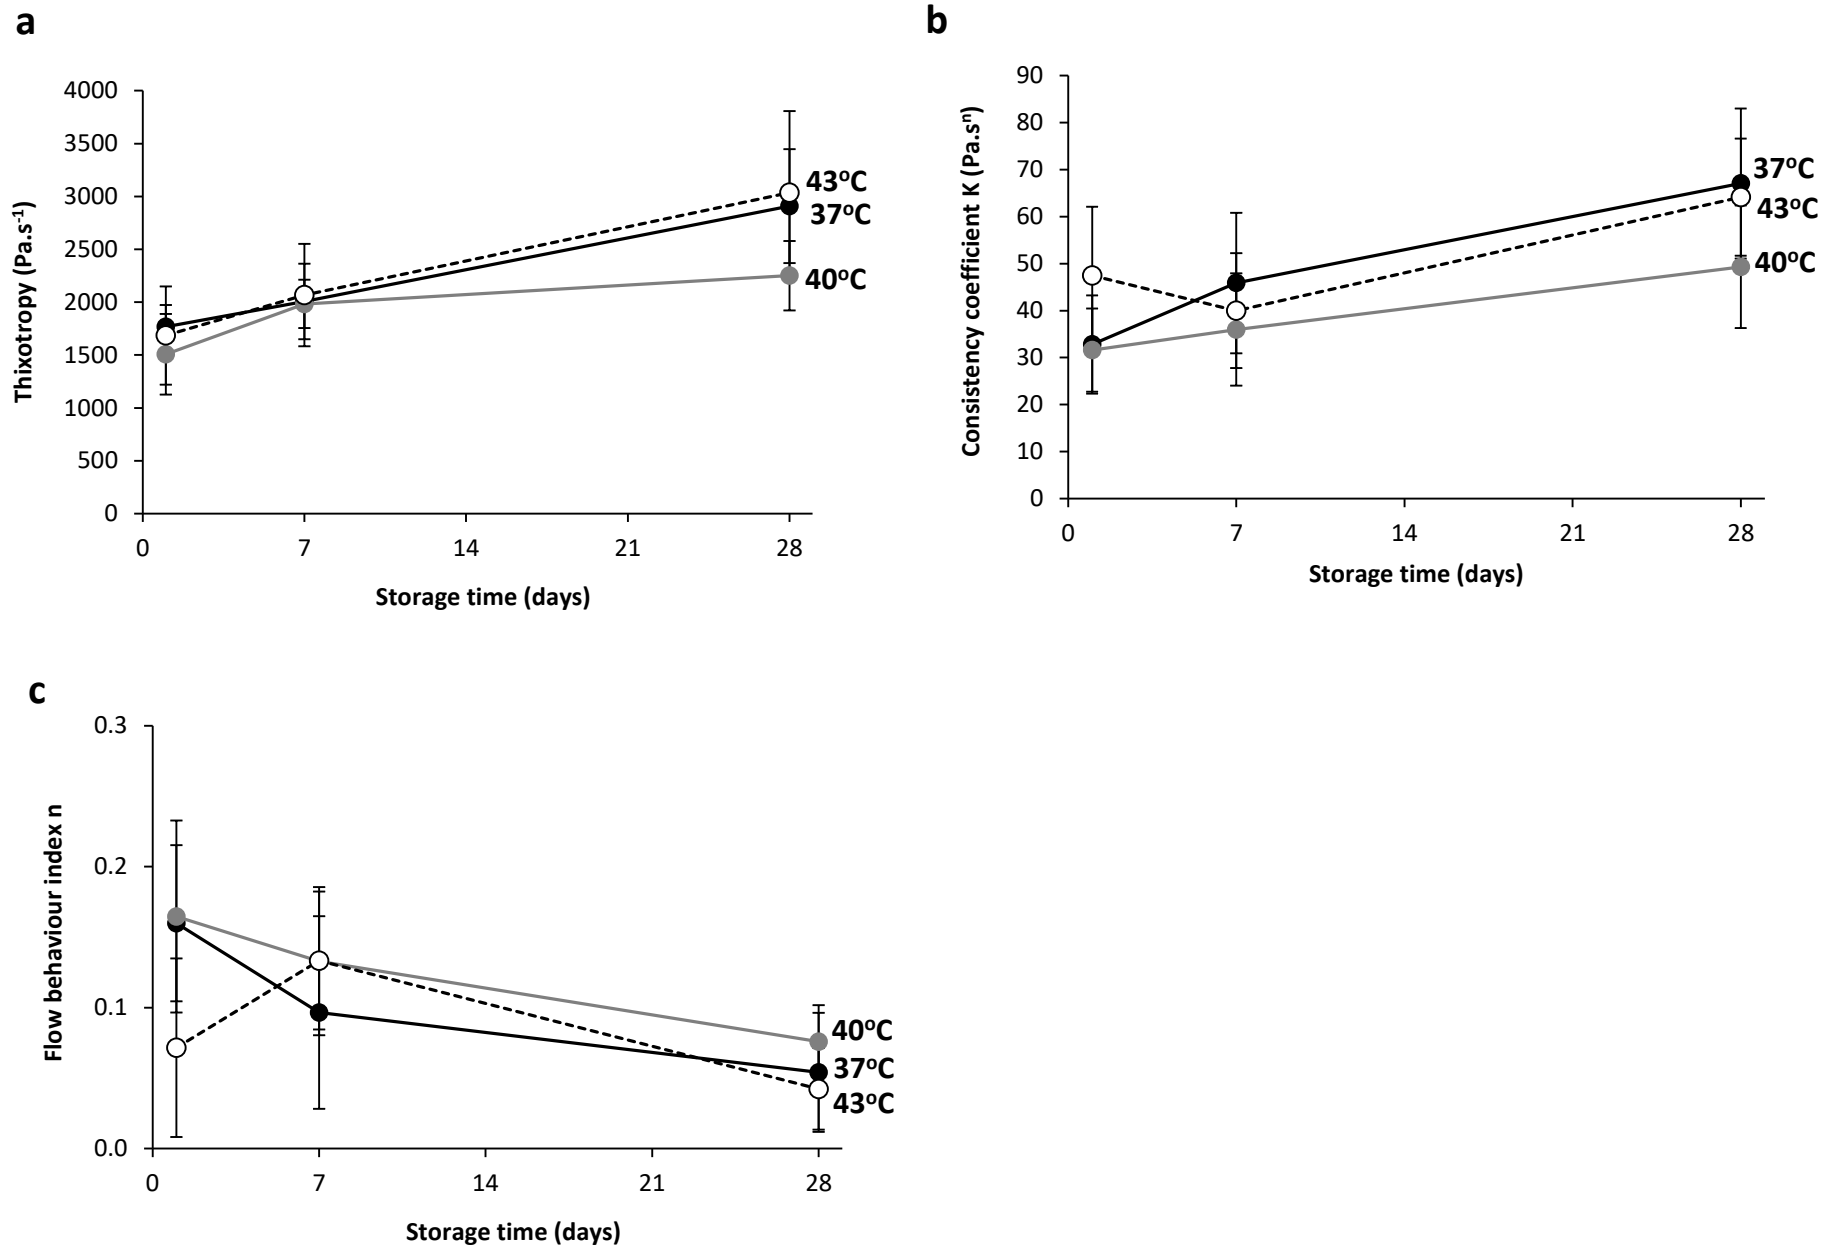 a
4000
3500
3000
2500
2000
1500
1000
500
0
Thixotropy (Pa.s⁻¹)
43ºC
37ºC
40ºC
0 7 14 21 28
Storage time (days)
b
90
80
70
60
50
40
30
20
10
0
Consistency coefficient K (Pa.sⁿ)
37ºC
43ºC
40ºC
0 7 14 21 28
Storage time (days)
c
0.3
0.2
0.1
0.0
Flow behaviour index n
40ºC
37ºC
43ºC
0 7 14 21 28
Storage time (days)